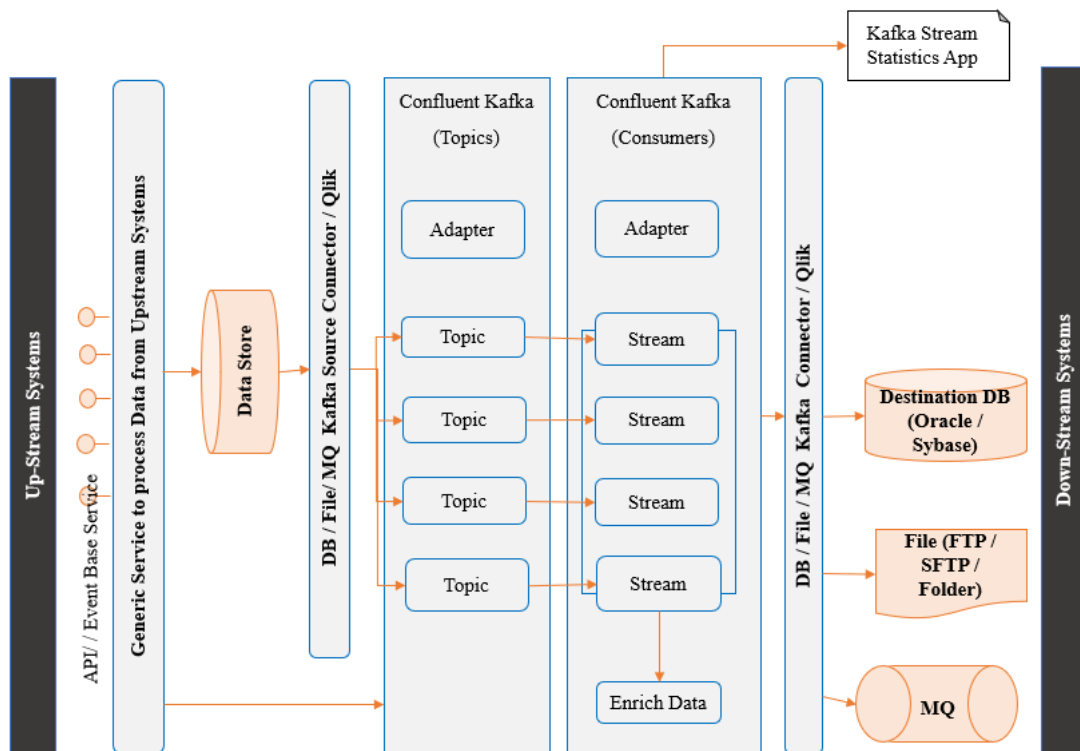 Kafka Stream
Statistics App
Up-Stream Systems
API/ / Event Base Service
Generic Service to process Data from Upstream Systems
Data Store
DB / File/ MQ Kafka Source Connector / Qlik
Confluent Kafka
(Topics)
Adapter
Topic
Topic
Topic
Topic
Confluent Kafka
(Consumers)
Adapter
Stream
Stream
Stream
Stream
Enrich Data
DB / File / MQ Kafka Connector / Qlik
Destination DB
(Oracle /
Sybase)
File (FTP /
SFTP /
Folder)
MQ
Down-Stream Systems